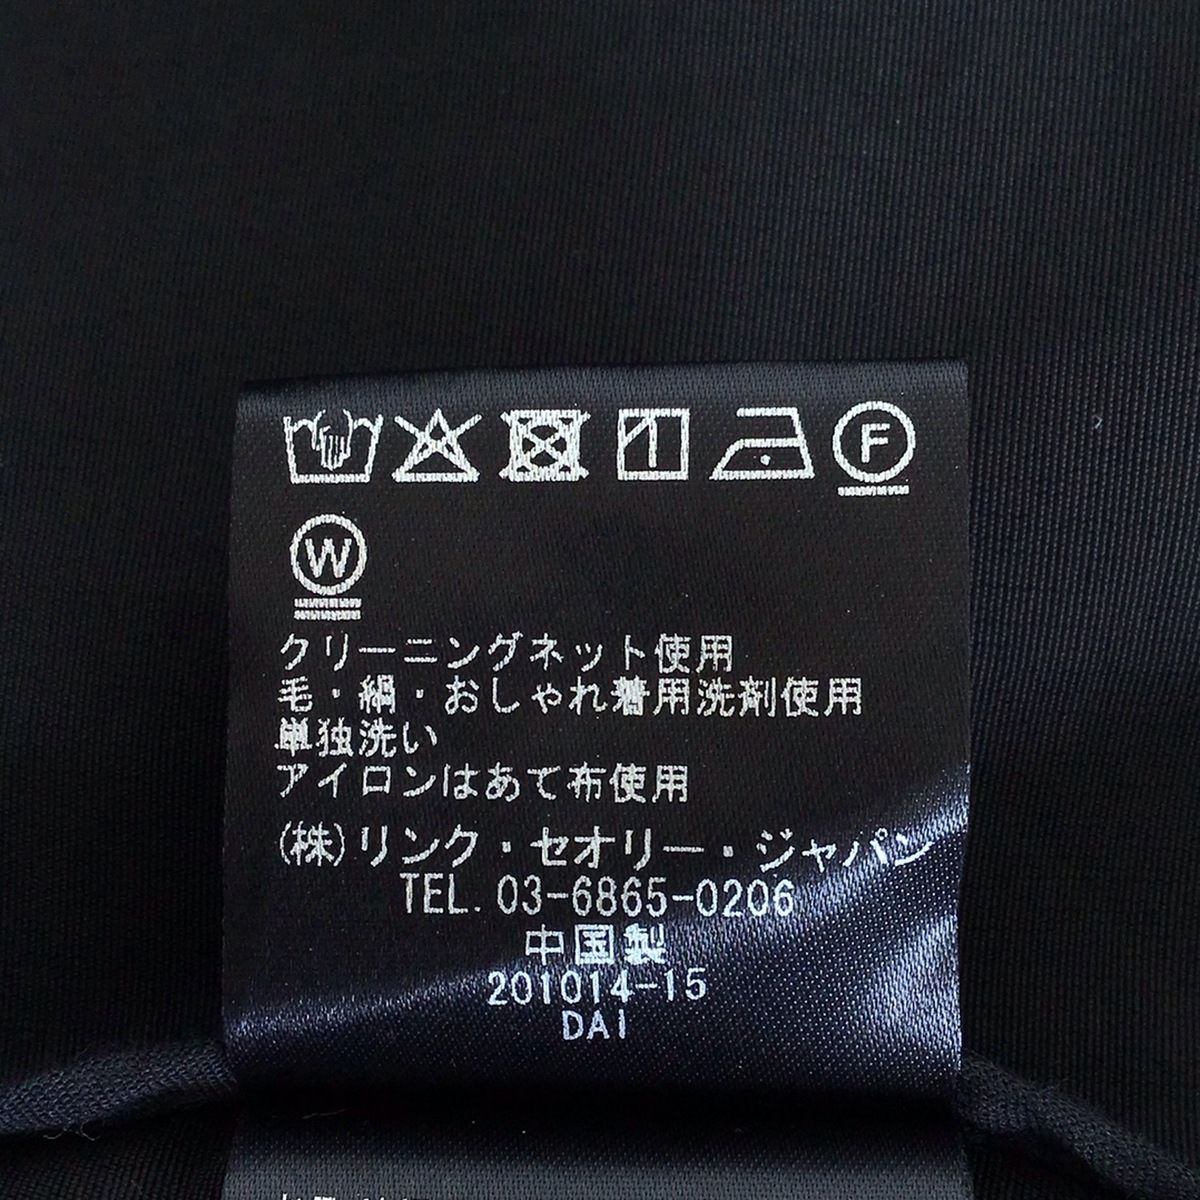 F
W
クリーニングネット使用
毛・絹・おしゃれ着用洗剤使用
単独洗い
アイロンはあて布使用
(株)リンク・セオリー・ジャパン
TEL. 03-6865-0206
中国製
201014-15
DAI